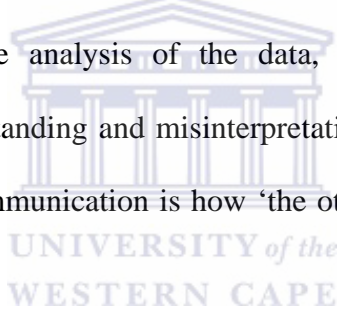 e analysis of the data,
anding and misinterpretati
mmunication is how ‘the ot
UNIVERSITY of the
WESTERN CAPE